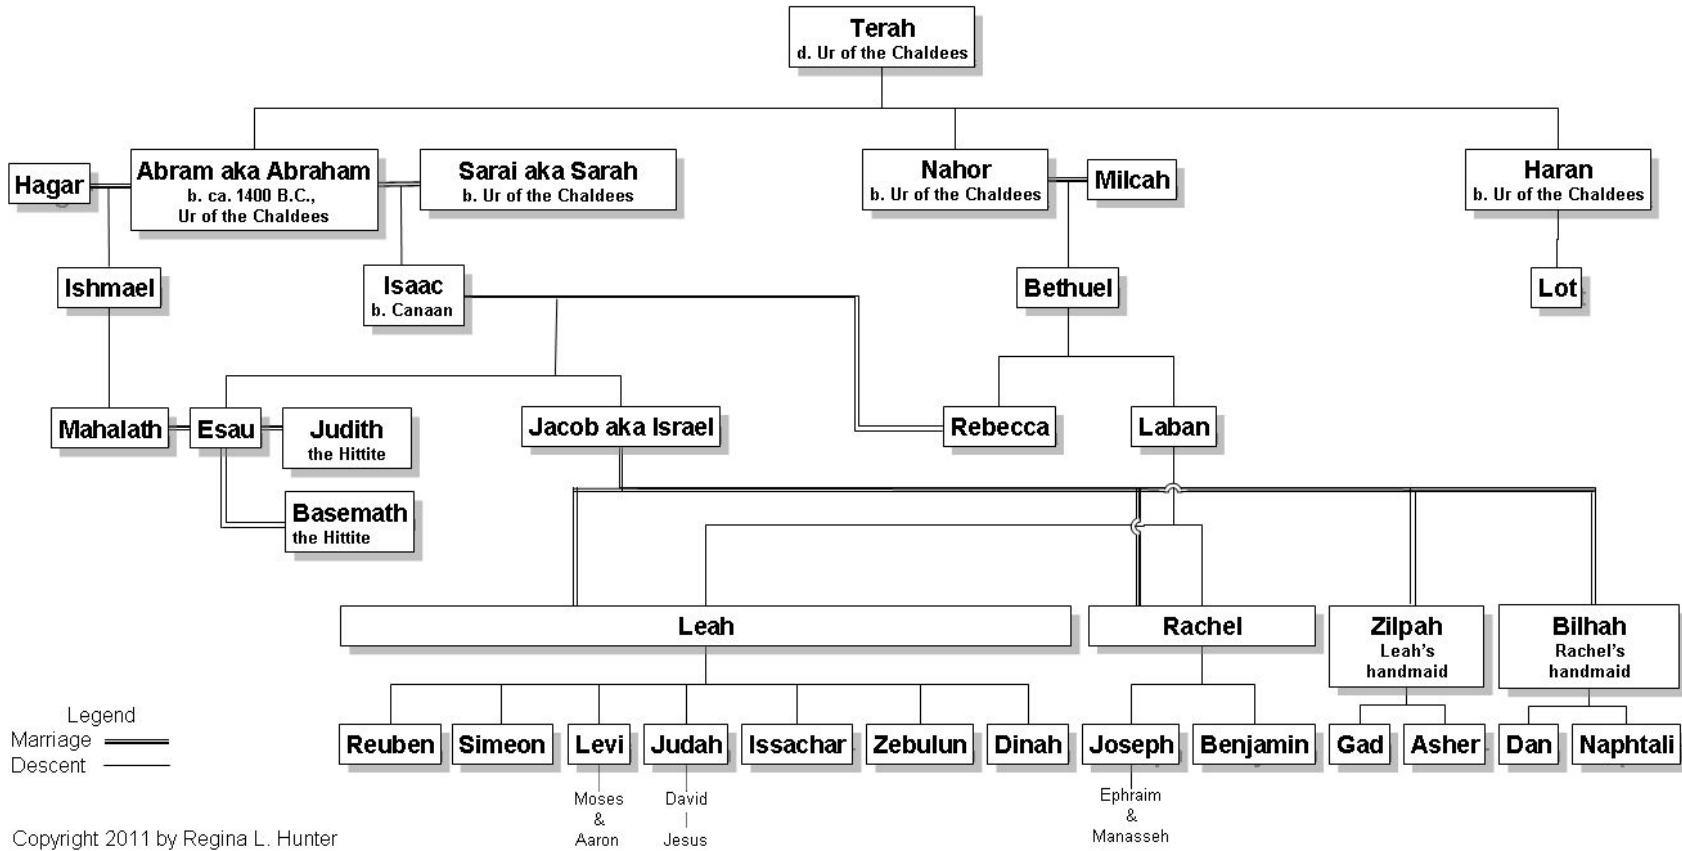 Terah
d. Ur of the Chaldees
Hagar
Abram aka Abraham
b. ca. 1400 B.C.,
Ur of the Chaldees
Sarai aka Sarah
b. Ur of the Chaldees
Nahor
b. Ur of the Chaldees
Milcah
Haran
b. Ur of the Chaldees
Ishmael
Isaac
b. Canaan
Bethuel
Lot
Mahalath
Esau
Judith
the Hittite
Jacob aka Israel
Rebecca
Laban
Basemath
the Hittite
Leah
Rachel
Zilpah
Leah's
handmaid
Bilhah
Rachel's
handmaid
Legend
Marriage
Descent
Reuben
Simeon
Levi
Judah
Issachar
Zebulun
Dinah
Joseph
Benjamin
Gad
Asher
Dan
Naphtali
Moses
&
Aaron
David
Jesus
Ephraim
&
Manasseh
Copyright 2011 by Regina L. Hunter